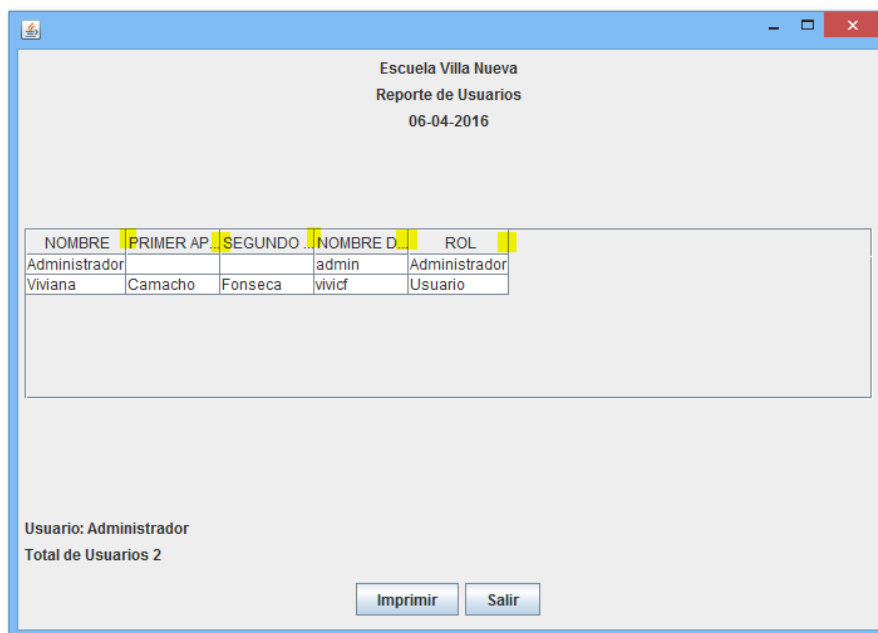 Escuela Villa Nueva
Reporte de Usuarios
06-04-2016
NOMBRE PRIMER AP... SEGUNDO ... NOMBRE D... ROL
Administrador admin Administrador
Viviana Camacho Fonseca vivicf Usuario
Usuario: Administrador
Total de Usuarios 2
Imprimir Salir